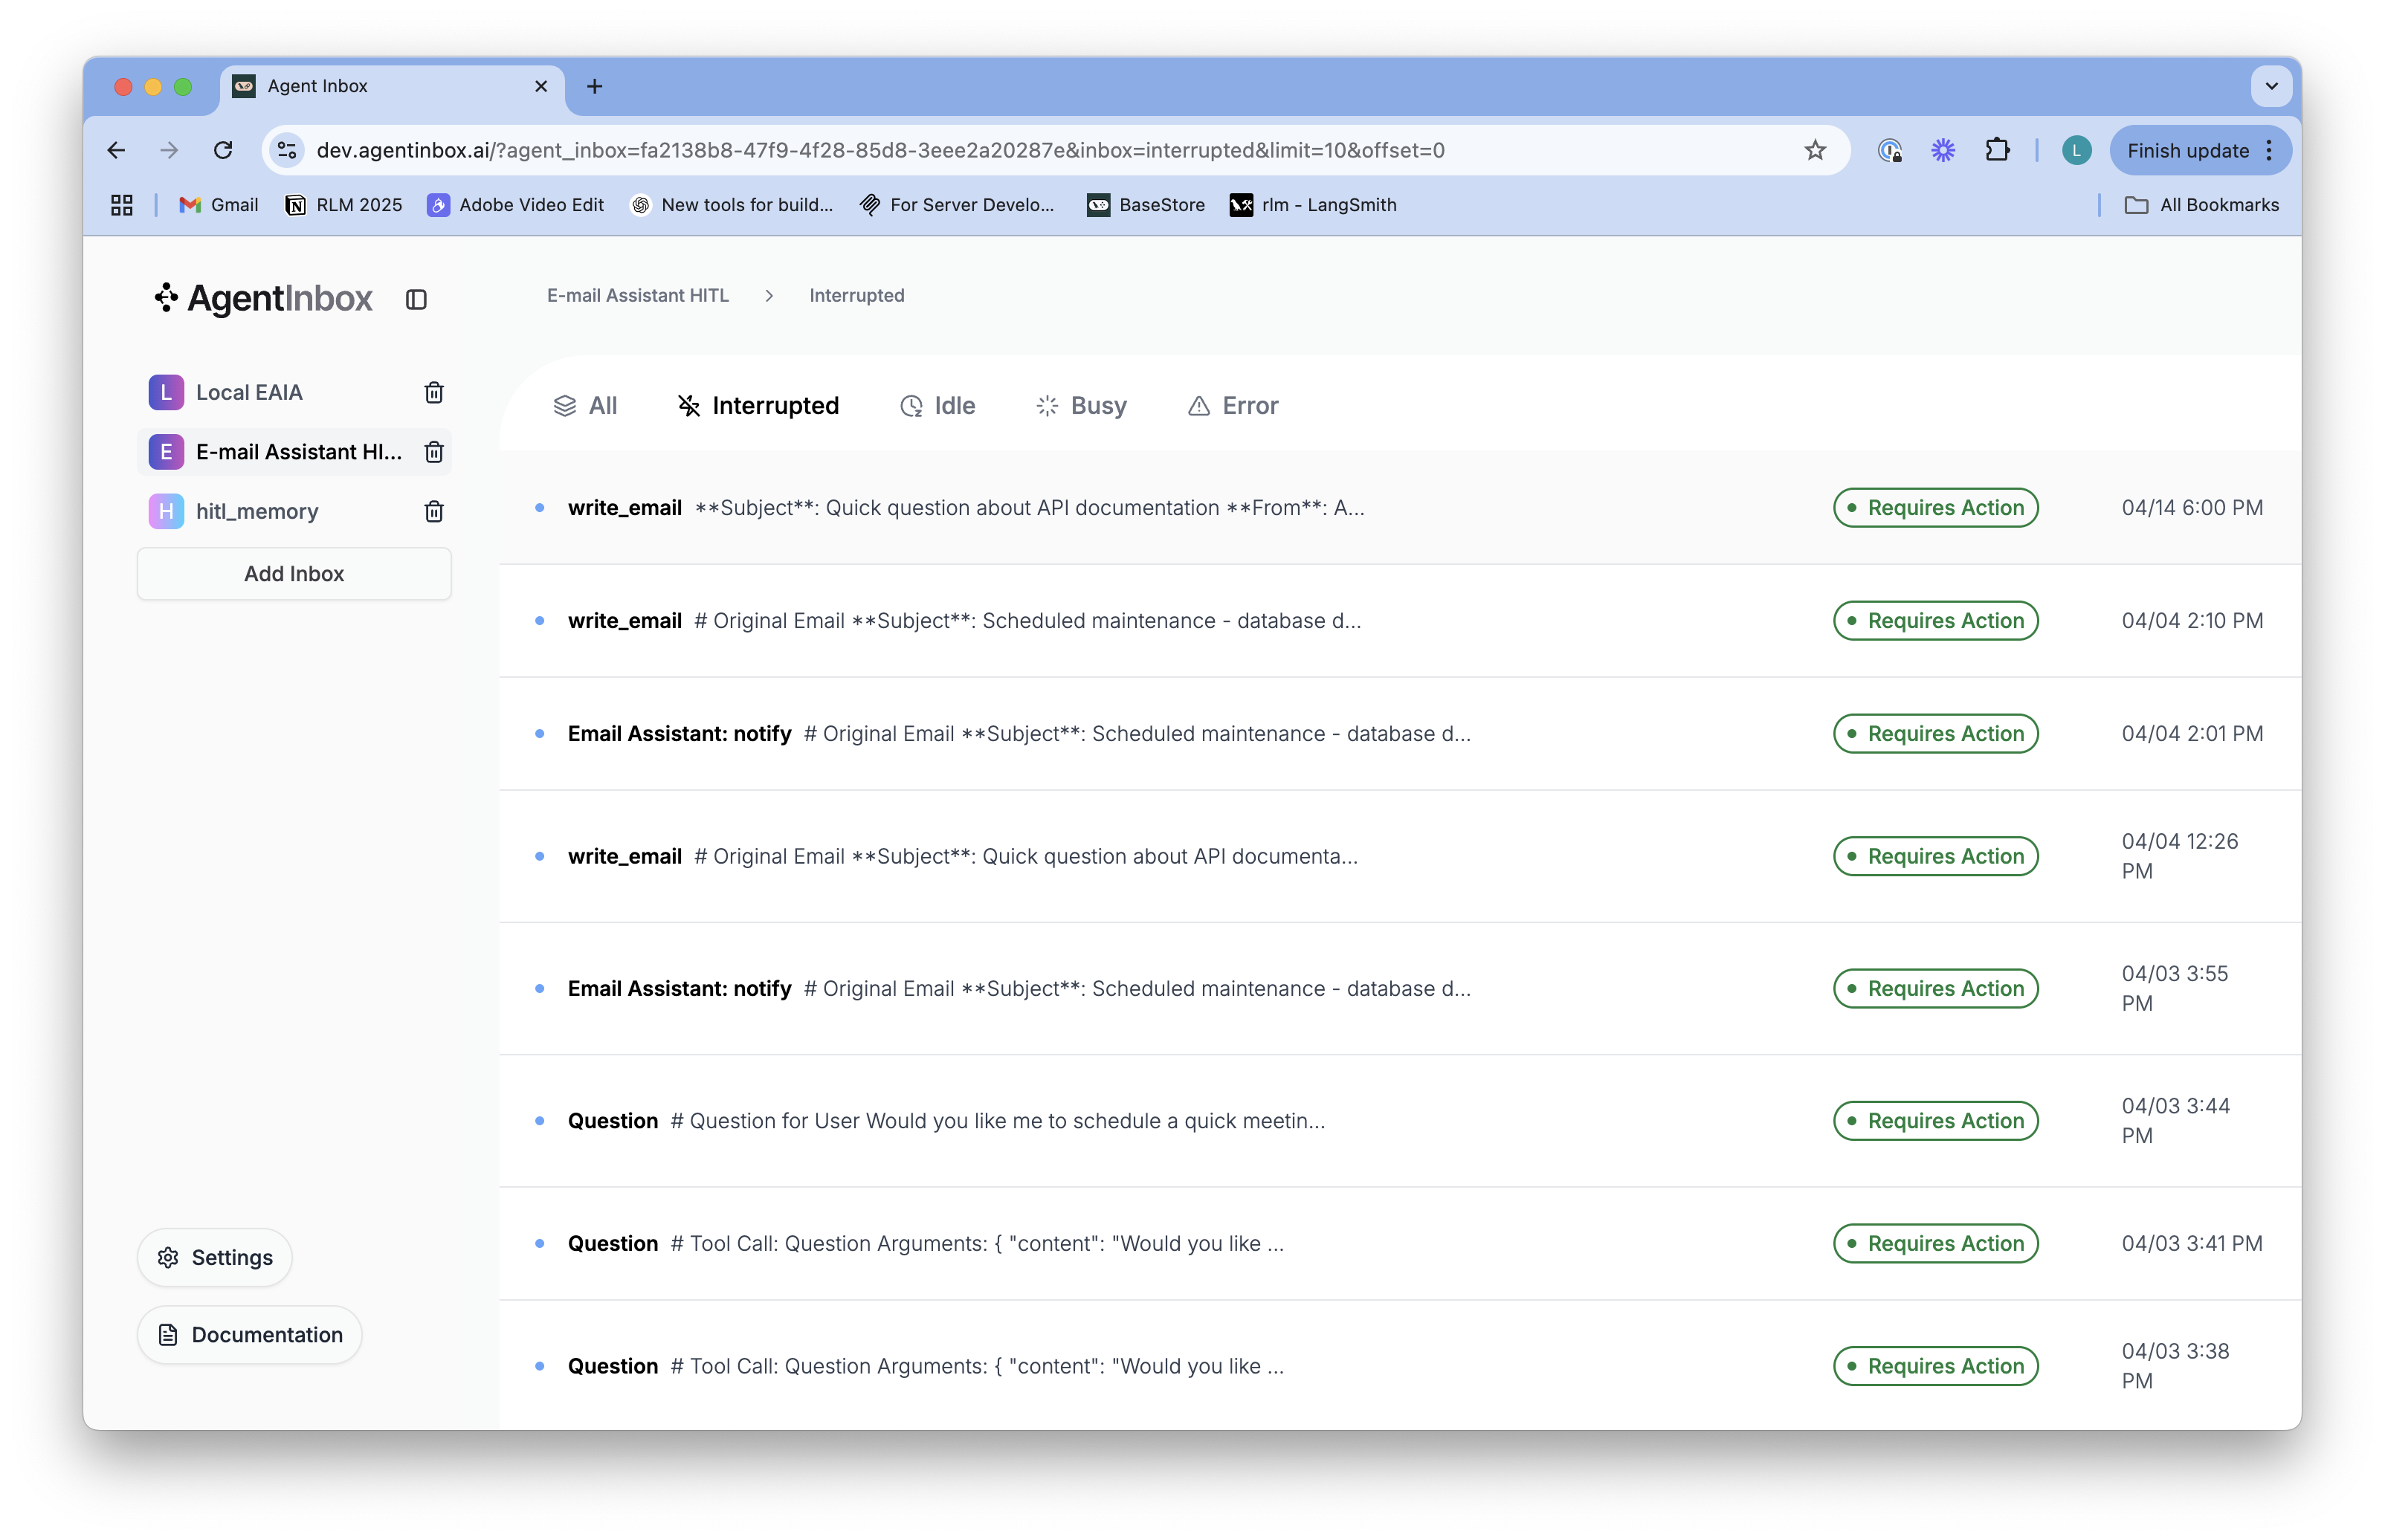 Agent Inbox
dev.agentinbox.ai/?agent_inbox=fa2138b8-47f9-4f28-85d8-3eee2a20287e&inbox=interrupted&limit=10&offset=0
L
Finish update
Gmail
RLM 2025
Adobe Video Edit
New tools for build...
For Server Develo...
BaseStore
rlm - LangSmith
All Bookmarks
AgentInbox
E-mail Assistant HITL
Interrupted
L Local EAIA
E E-mail Assistant HI...
H hitl_memory
Add Inbox
Settings
Documentation
All
Interrupted
Idle
Busy
Error
write_email **Subject**: Quick question about API documentation **From**: A... Requires Action 04/14 6:00 PM
write_email # Original Email **Subject**: Scheduled maintenance - database d... Requires Action 04/04 2:10 PM
Email Assistant: notify # Original Email **Subject**: Scheduled maintenance - database d... Requires Action 04/04 2:01 PM
write_email # Original Email **Subject**: Quick question about API documenta... Requires Action 04/04 12:26
PM
Email Assistant: notify # Original Email **Subject**: Scheduled maintenance - database d... Requires Action 04/03 3:55
PM
Question # Question for User Would you like me to schedule a quick meetin... Requires Action 04/03 3:44
PM
Question # Tool Call: Question Arguments: { "content": "Would you like ... Requires Action 04/03 3:41 PM
Question # Tool Call: Question Arguments: { "content": "Would you like ... Requires Action 04/03 3:38
PM